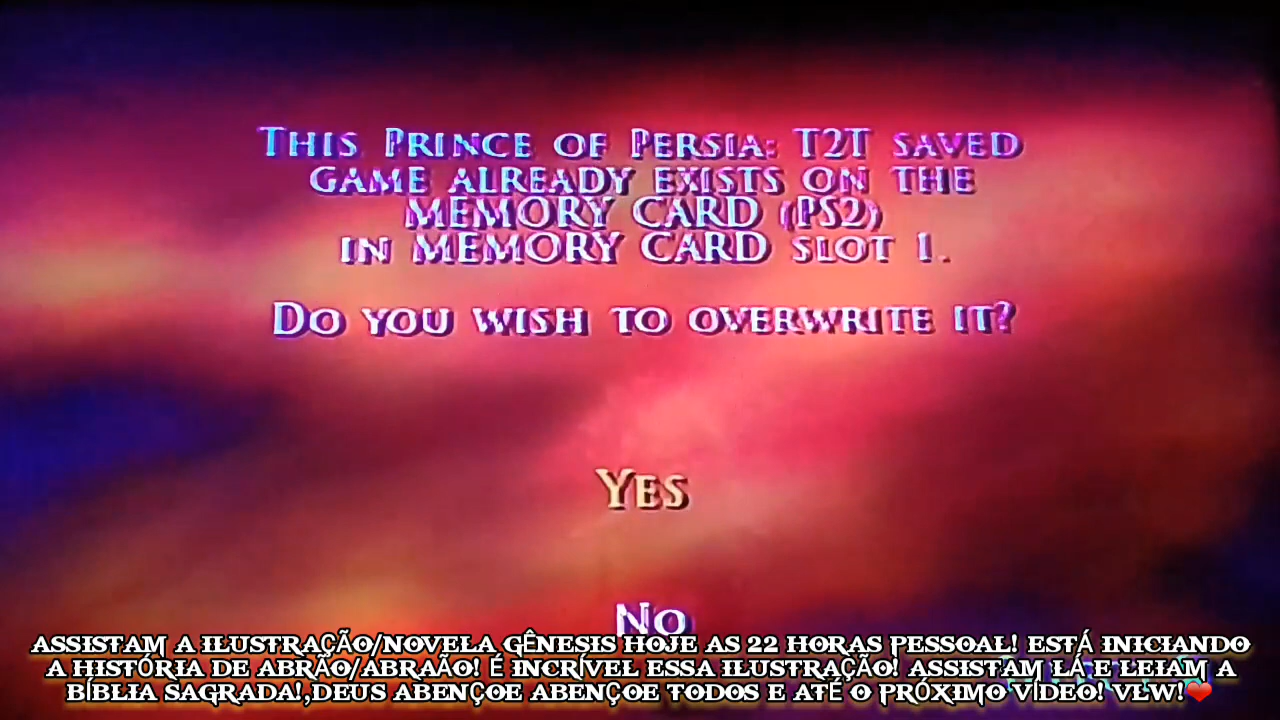 This Prince of Persia: T2T saved
game already exists on the
MEMORY CARD (PS2)
in MEMORY CARD slot 1.
Do you wish to overwrite it?
Yes
No
ASSISTAM A ILUSTRAÇÃO/NOVELA GÊNESIS HOJE AS 22 HORAS PESSOAL! ESTÁ INICIANDO
A HISTÓRIA DE ABRÃO/ABRAÃO! É INCRÍVEL ESSA ILUSTRAÇÃO! ASSISTAM LÁ E LEIAM A
BÍBLIA SAGRADA!,DEUS ABENÇOE ABENÇOE TODOS E ATÉ O PRÓXIMO VÍDEO! VLW!❤